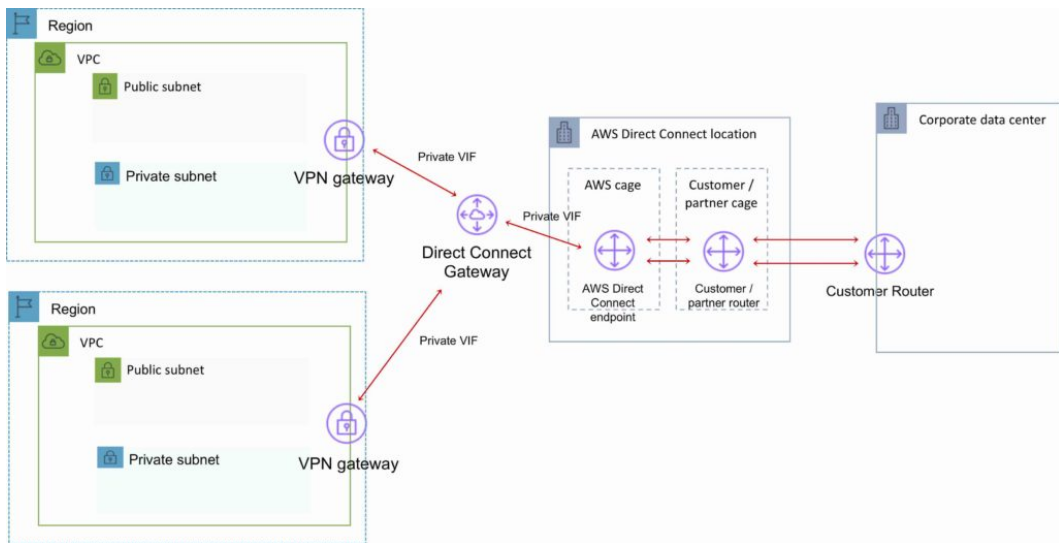 Region
VPC
Public subnet
Private subnet
VPN gateway
Private VIF
Direct Connect
Gateway
Private VIF
AWS Direct Connect location
AWS cage
AWS Direct
Connect
endpoint
Customer /
partner cage
Customer /
partner router
Corporate data center
Customer Router
Region
VPC
Public subnet
Private subnet
VPN gateway
Private VIF